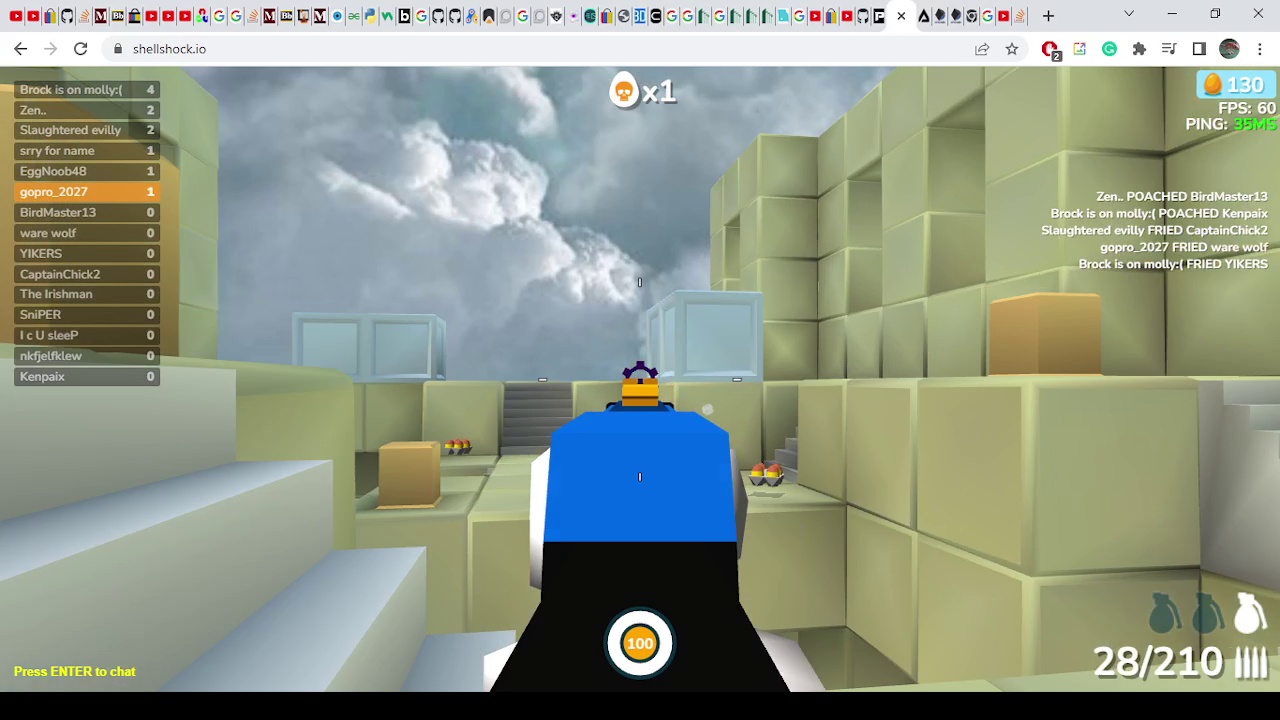 shellshock.io
2
Brock is on molly:( 4
Zen.. 2
Slaughtered evilly 2
srry for name 1
EggNoob48 1
gopro_2027 1
BirdMaster13 0
ware wolf 0
YIKERS 0
CaptainChick2 0
The Irishman 0
SniPER 0
I c U sleeP 0
nkfjelfklew 0
Kenpaix 0
x1
130
FPS: 60
PING: 35MS
Zen.. POACHED BirdMaster13
Brock is on molly:( POACHED Kenpaix
Slaughtered evilly FRIED CaptainChick2
gopro_2027 FRIED ware wolf
Brock is on molly:( FRIED YIKERS
100
Press ENTER to chat
28/210